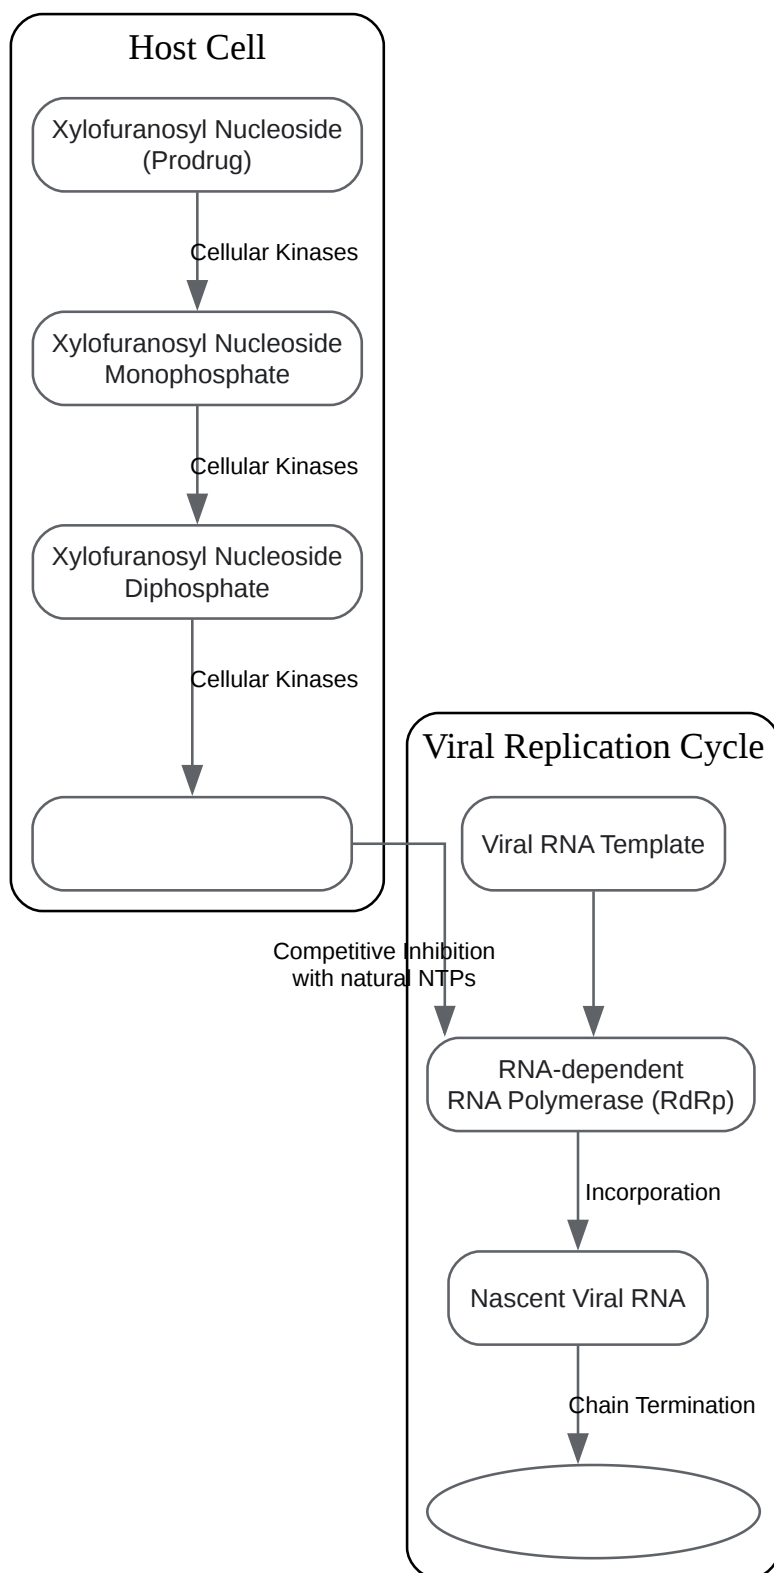 Host Cell
Xylofuranosyl Nucleoside
(Prodrug)
Cellular Kinases
Xylofuranosyl Nucleoside
Monophosphate
Cellular Kinases
Xylofuranosyl Nucleoside
Diphosphate
Cellular Kinases
Viral Replication Cycle
Viral RNA Template
Competitive Inhibition
with natural NTPs
RNA-dependent
RNA Polymerase (RdRp)
Incorporation
Nascent Viral RNA
Chain Termination